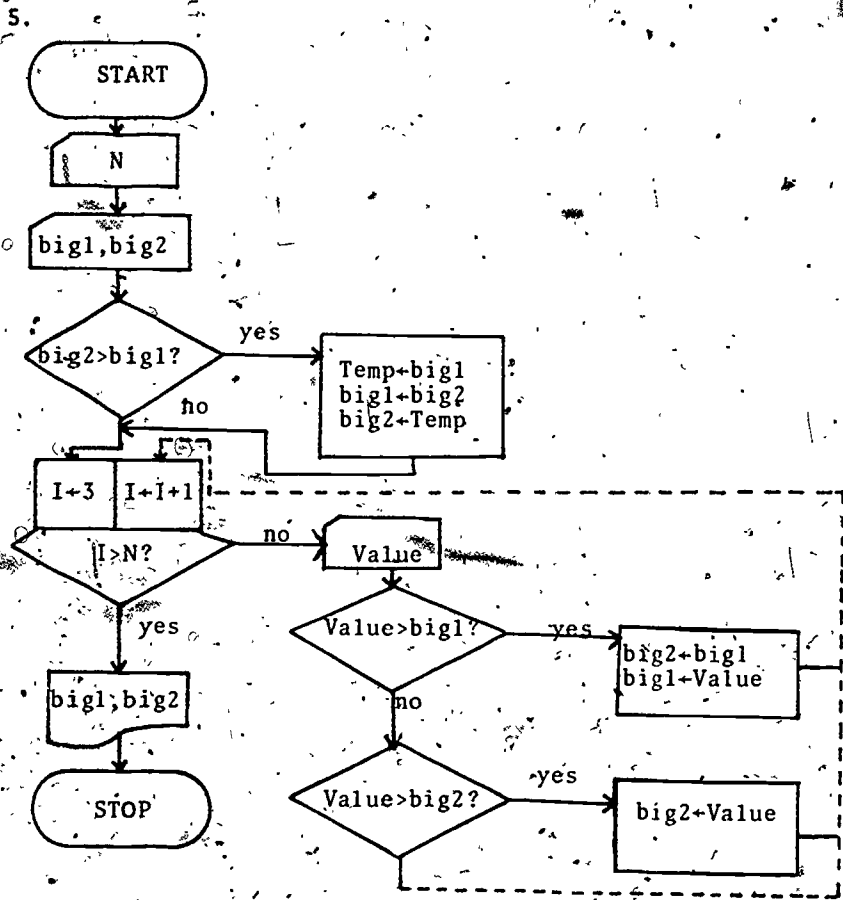 5.
START
N
big1,big2
big2>big1?
yes
Temp←big1
big1←big2
big2←Temp
no
I←3
I←I+1
I>N?
no
Value
yes
Value>big1?
yes
big2←big1
big1←Value
no
big1,big2
Value>big2?
yes
big2←Value
STOP